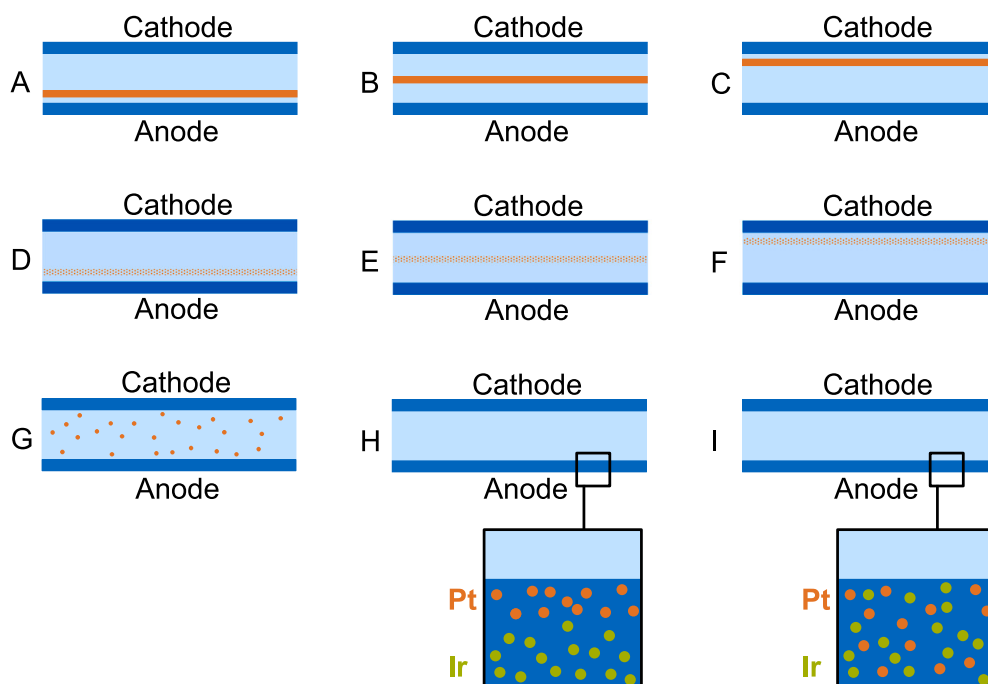 Cathode
A
Anode
Cathode
B
Anode
Cathode
C
Anode
Cathode
D
Anode
Cathode
E
Anode
Cathode
F
Anode
Cathode
G
Anode
Cathode
H
Anode
Pt
Ir
Cathode
I
Anode
Pt
Ir